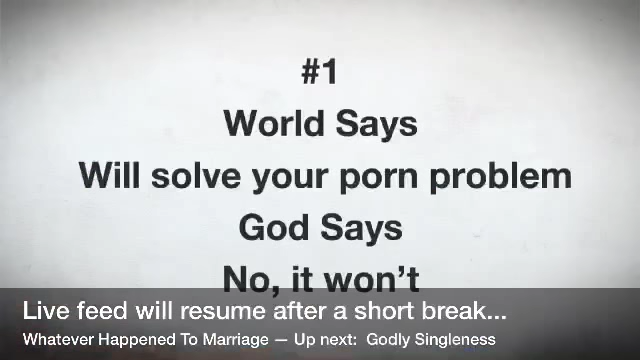 #1
World Says
Will solve your porn problem
God Says
No, it won't
Live feed will resume after a short break...
Whatever Happened To Marriage — Up next:  Godly Singleness